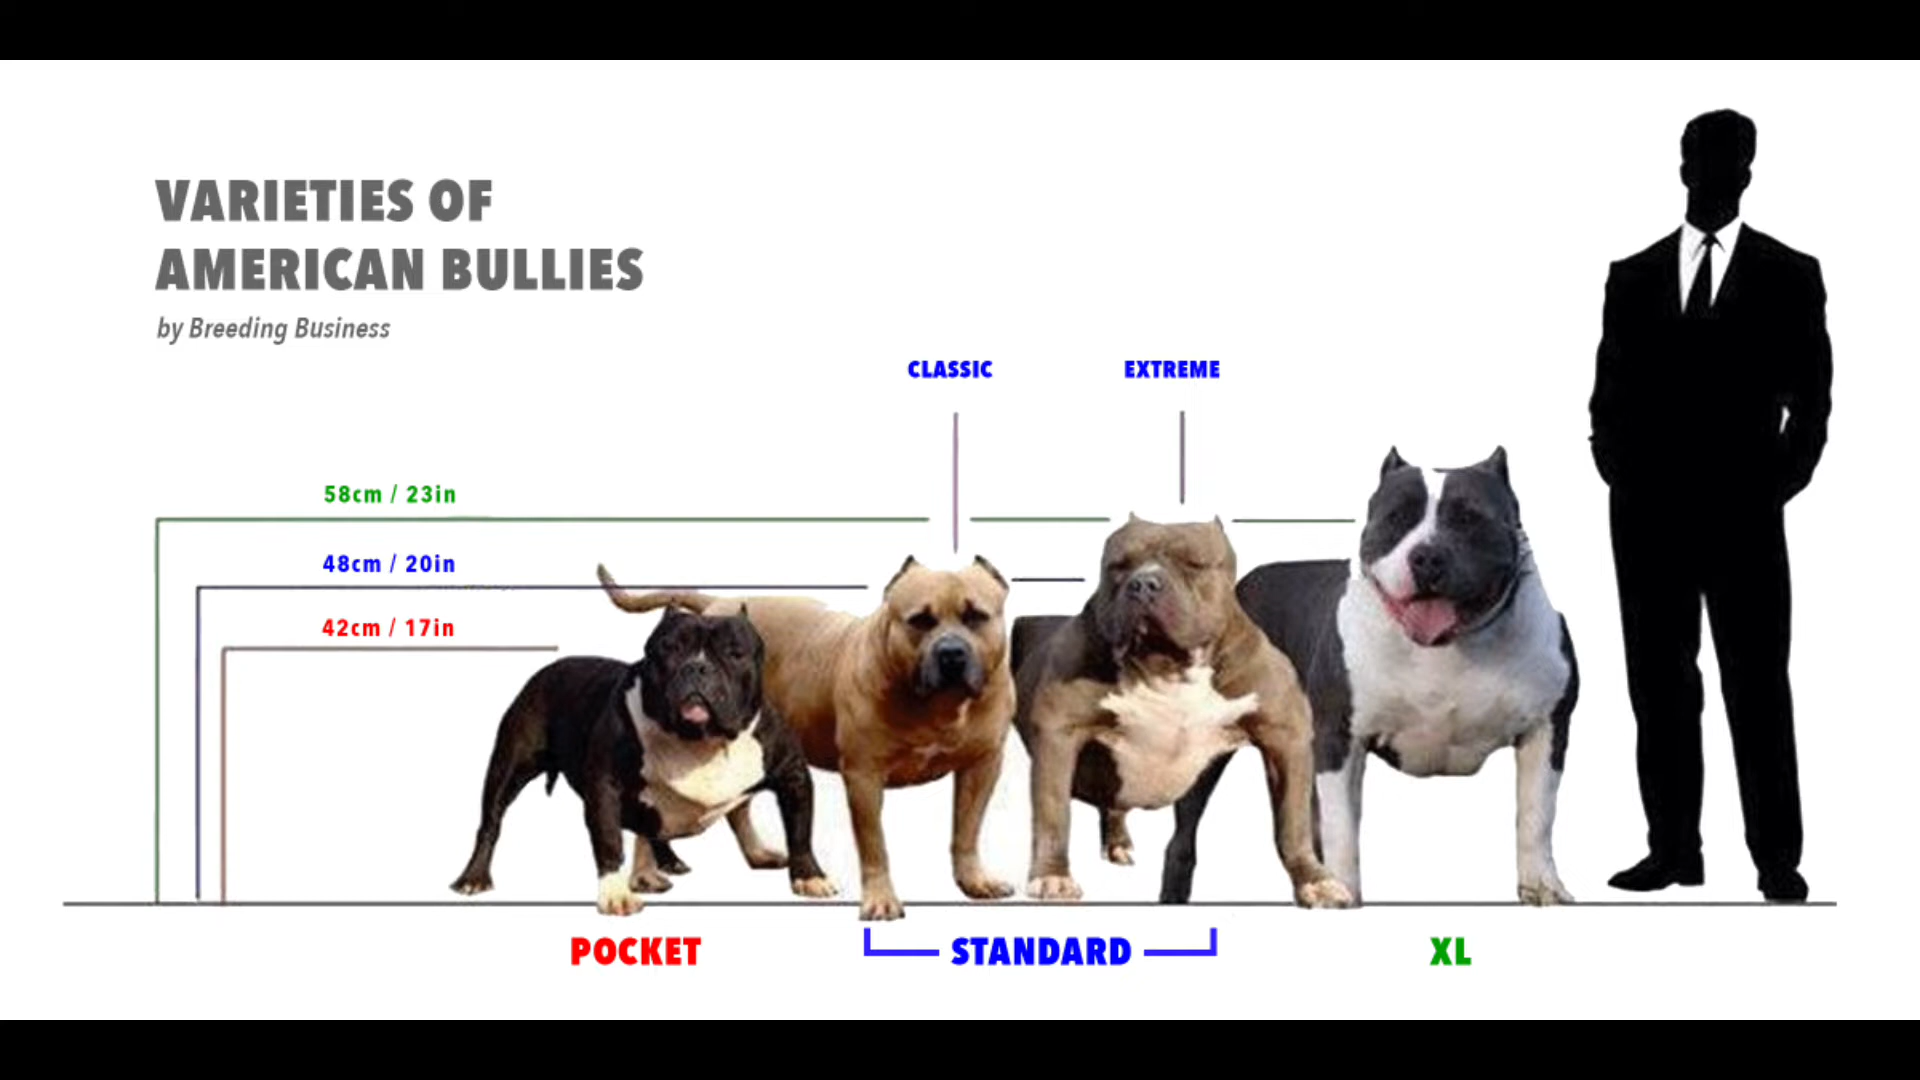 VARIETIES OF
AMERICAN BULLIES
by Breeding Business
CLASSIC
EXTREME
58cm / 23in
48cm / 20in
42cm / 17in
POCKET
STANDARD
XL